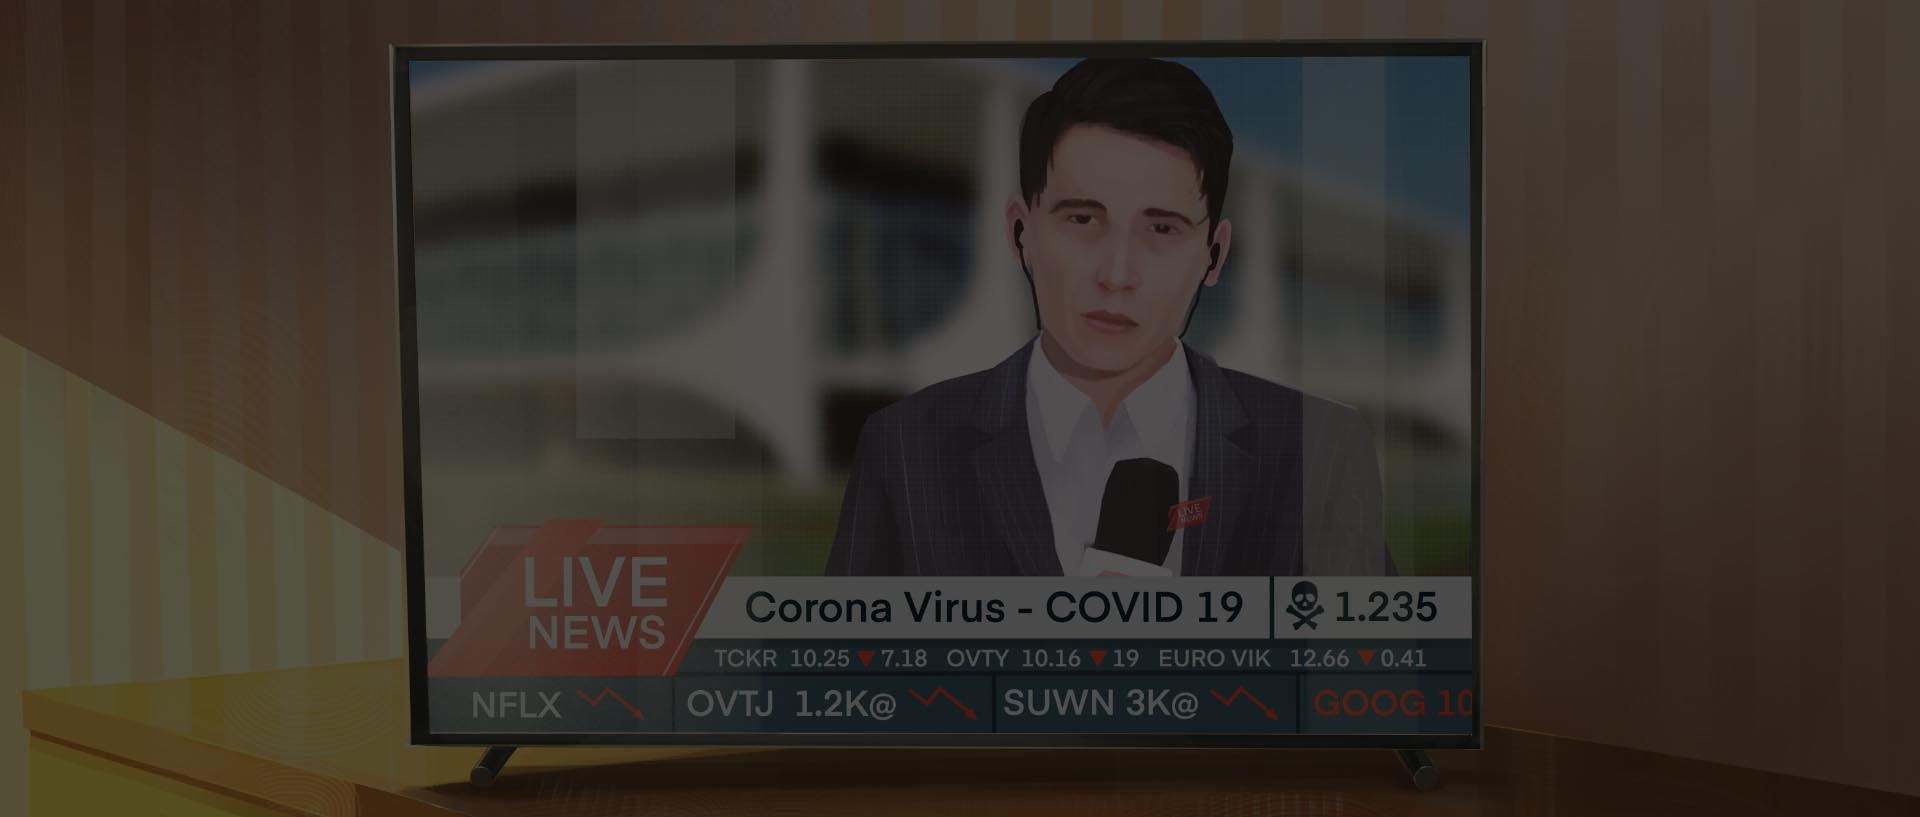 LIVE
NEWS
LIVE
NEWS
Corona Virus - COVID 19
1.235
TCKR 10.25 ▼ 7.18 OVTY 10.16 ▼ 19 EURO VIK 12.66 ▼ 0.41
NFLX OVTJ 1.2K@ SUWN 3K@ GOOG 10